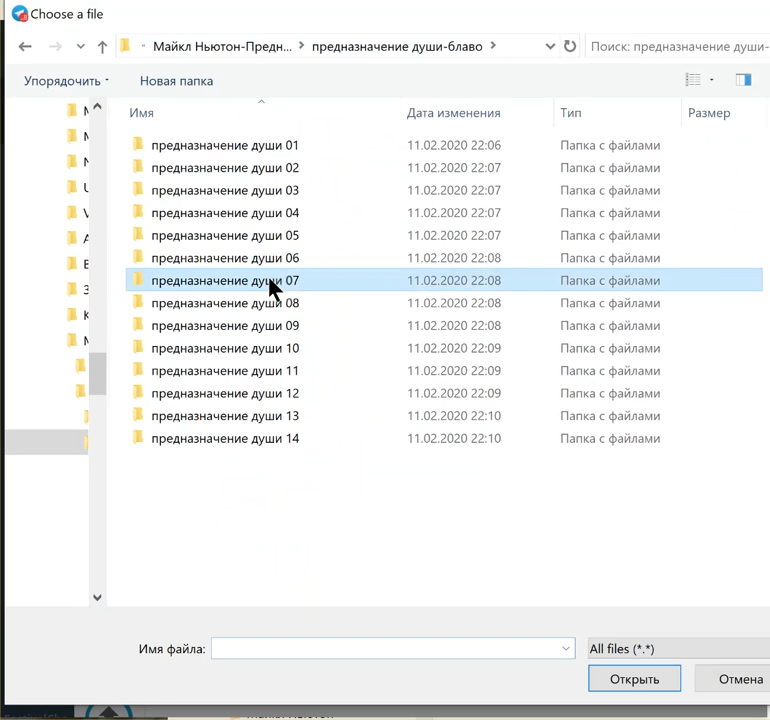 Choose a file
Майкл Ньютон-Предн... предназначение души-блаво Поиск: предназначение души-
Упорядочить Новая папка
Имя Дата изменения Тип Размер
предназначение души 01 11.02.2020 22:06 Папка с файлами
предназначение души 02 11.02.2020 22:07 Папка с файлами
предназначение души 03 11.02.2020 22:07 Папка с файлами
предназначение души 04 11.02.2020 22:07 Папка с файлами
предназначение души 05 11.02.2020 22:07 Папка с файлами
предназначение души 06 11.02.2020 22:08 Папка с файлами
предназначение души 07 11.02.2020 22:08 Папка с файлами
предназначение души 08 11.02.2020 22:08 Папка с файлами
предназначение души 09 11.02.2020 22:08 Папка с файлами
предназначение души 10 11.02.2020 22:09 Папка с файлами
предназначение души 11 11.02.2020 22:09 Папка с файлами
предназначение души 12 11.02.2020 22:09 Папка с файлами
предназначение души 13 11.02.2020 22:10 Папка с файлами
предназначение души 14 11.02.2020 22:10 Папка с файлами
Имя файла: All files (*.*)
Открыть Отмена